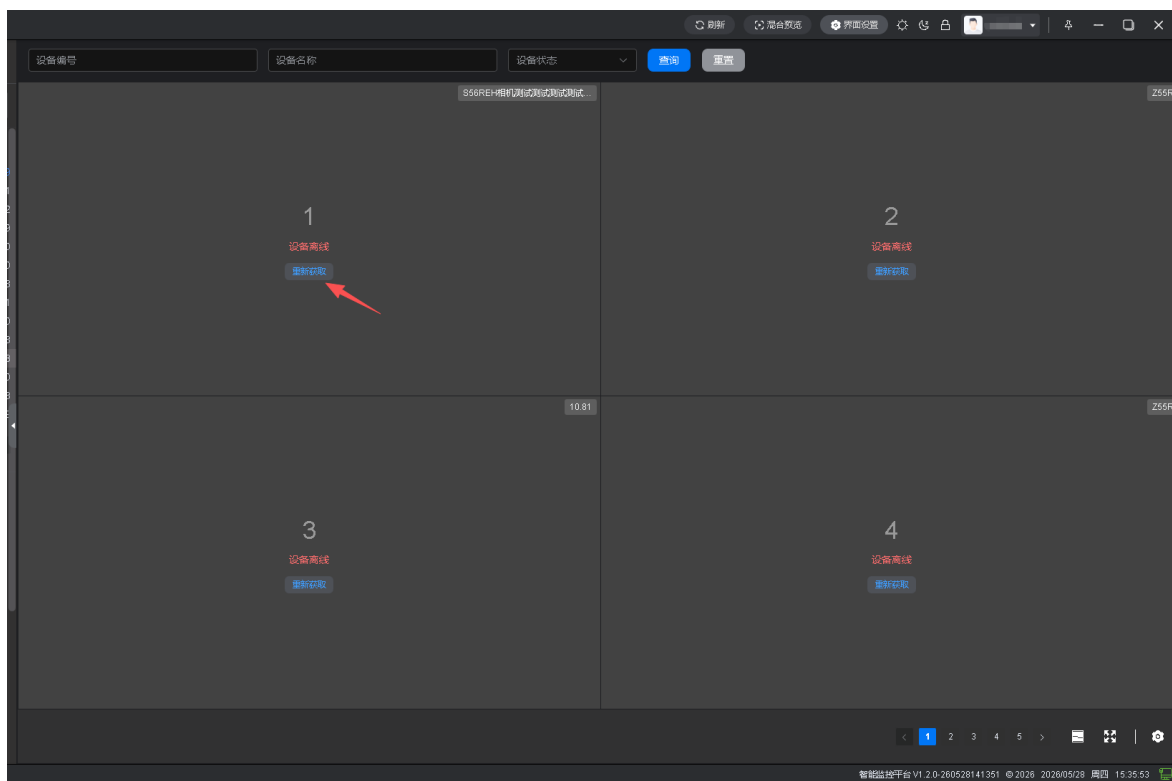 刷新 混合预览 界面设置
设备编号 设备名称 设备状态 查询 重置
S56REH相机测试测试测试测试...
1
设备离线
重新获取
Z55R
2
设备离线
重新获取
10.81
3
设备离线
重新获取
Z55R
4
设备离线
重新获取
1 2 3 4 5
智能监控平台 V1.2.0-260528141351 © 2026 2026/05/28 周四 15:35:53